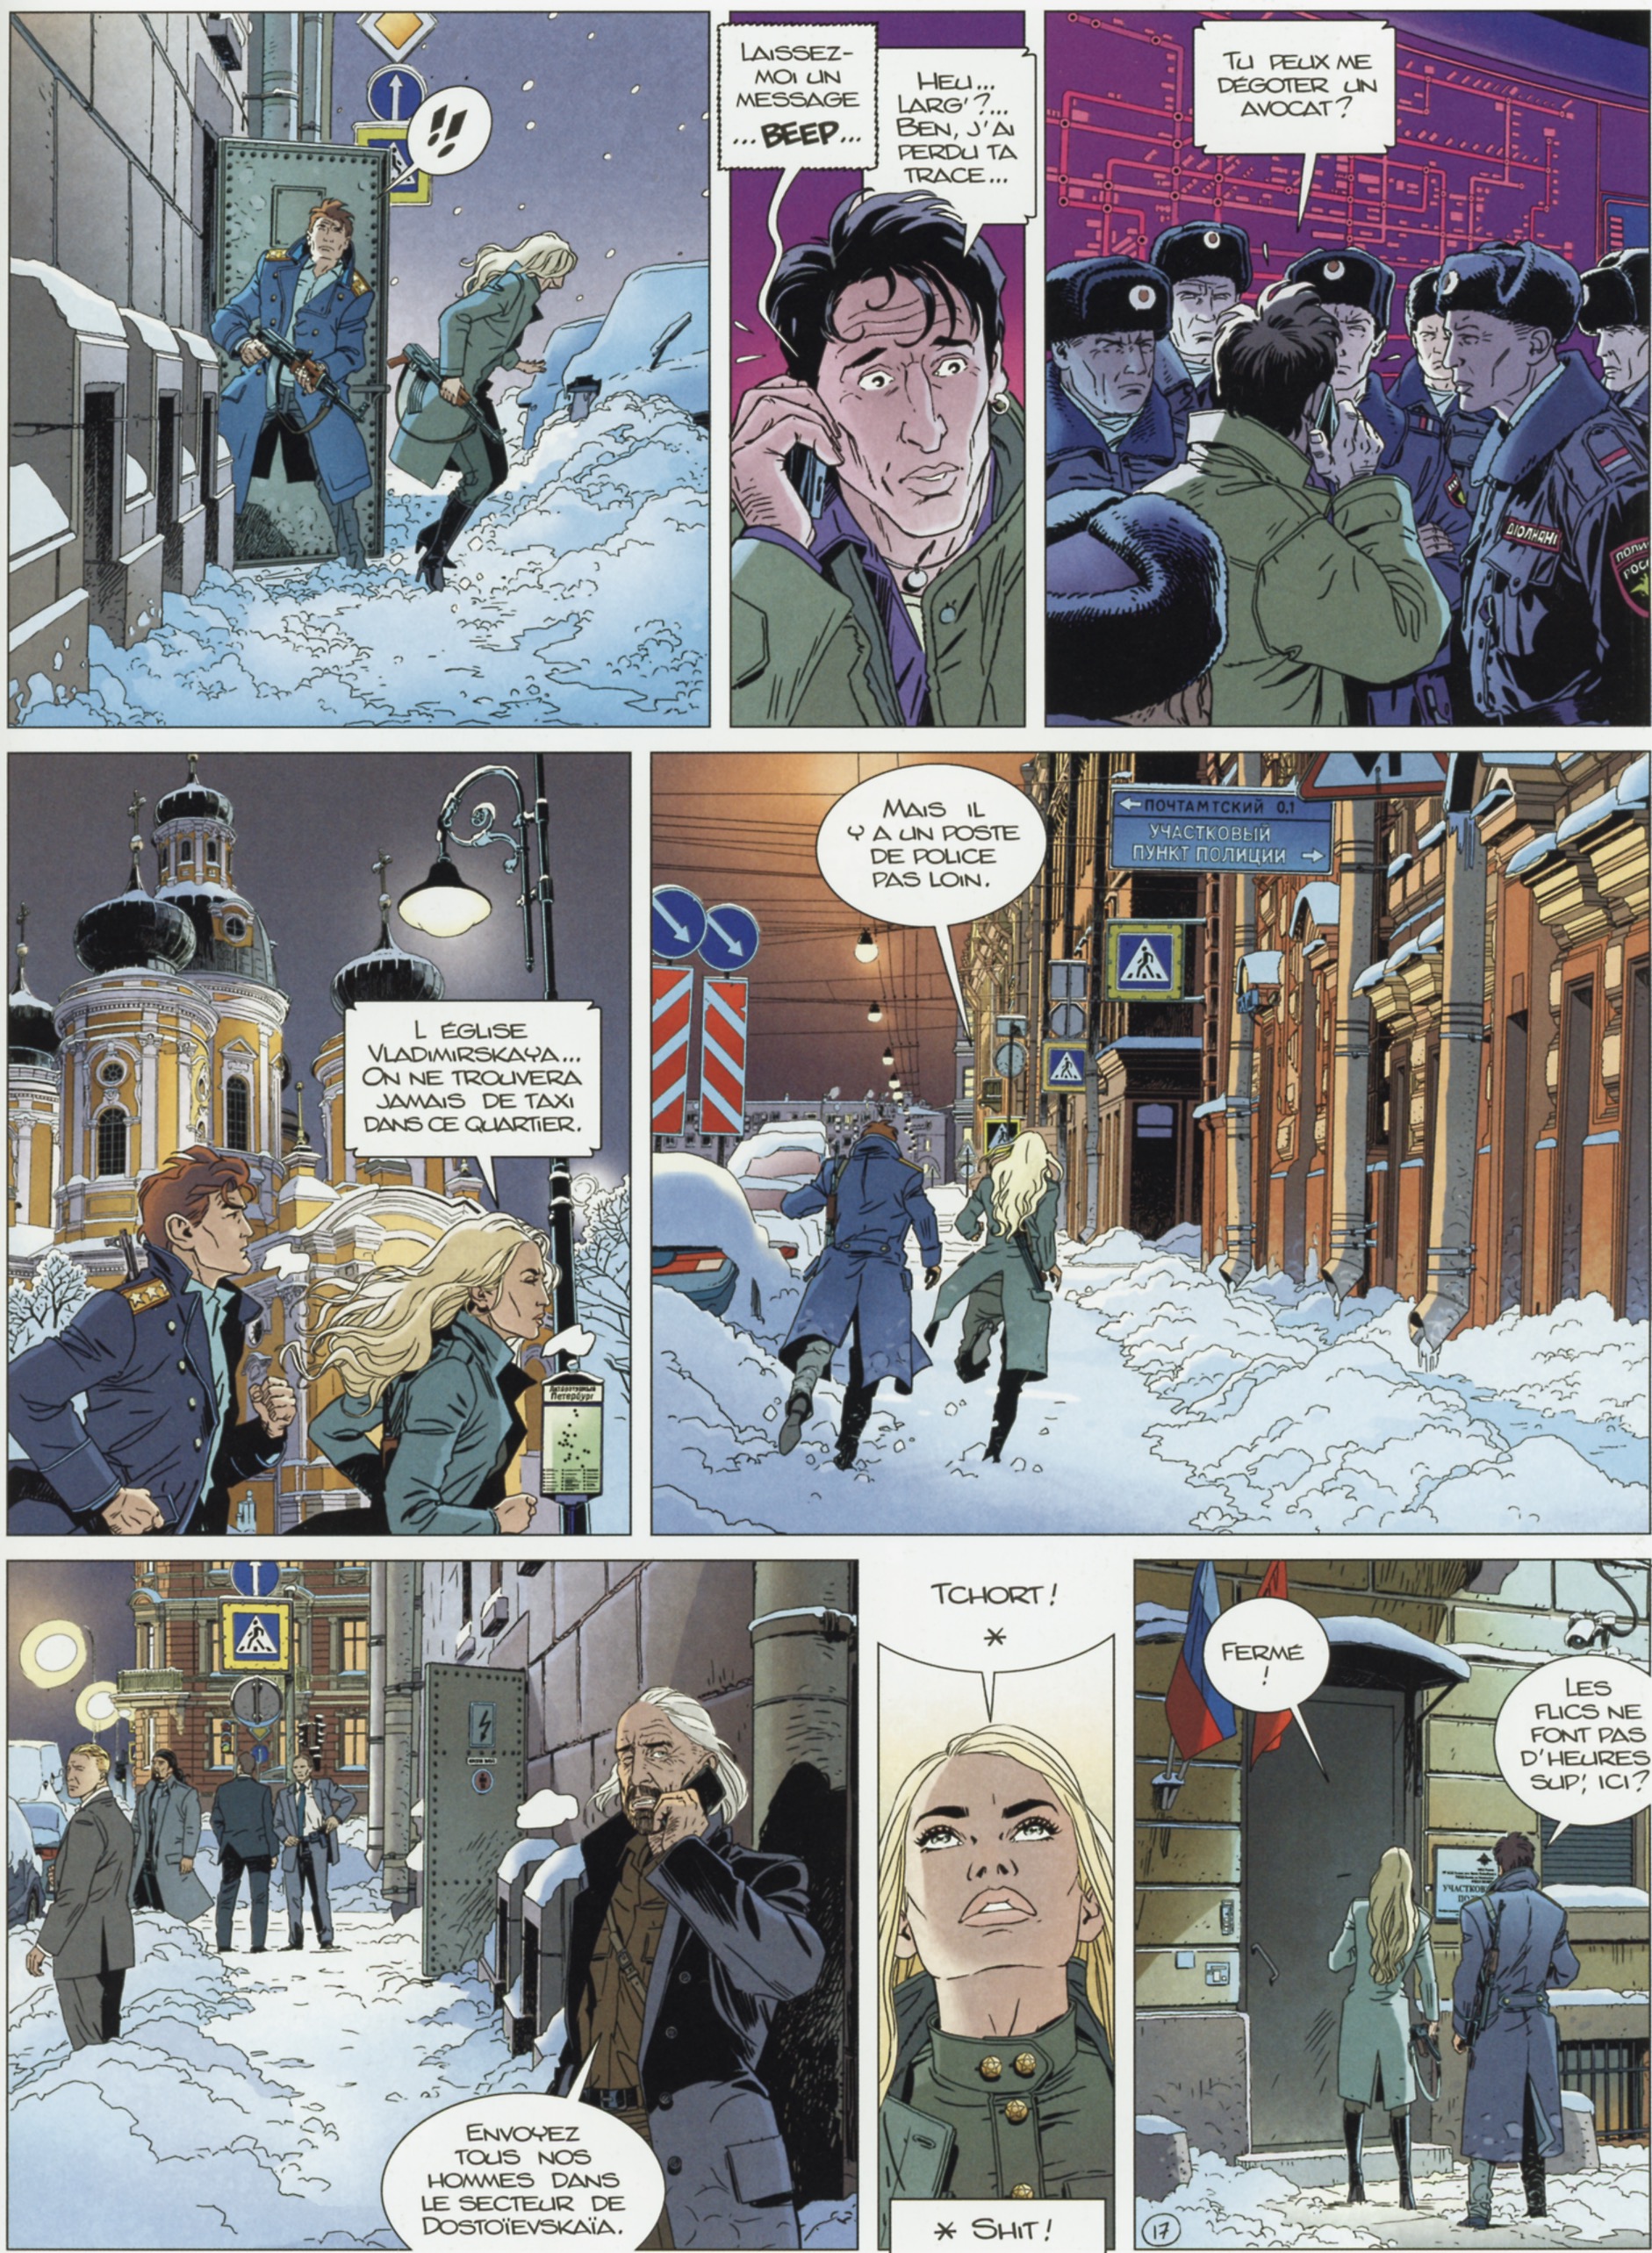 !!
LAISSEZ-
MOI UN
MESSAGE
... BEEP...
HEU...
LARG'?...
BEN, J'AI
PERDU TA
TRACE...
TU PEUX ME
DÉGOTER UN
AVOCAT?
L ÉGLISE
VLADIMIRSKAYA...
ON NE TROUVERA
JAMAIS DE TAXI
DANS CE QUARTIER.
Петербург
MAIS IL
Y A UN POSTE
DE POLICE
PAS LOIN.
← ПОЧТАМТСКИЙ 0.1
УЧАСТКОВЫЙ
ПУНКТ ПОЛИЦИИ →
ENVOYEZ
TOUS NOS
HOMMES DANS
LE SECTEUR DE
DOSTOÏEVSKAÏA.
TCHORT!
*
* SHIT!
FERMÉ
!
LES
FLICS NE
FONT PAS
D'HEURES
SUP', ICI?
17